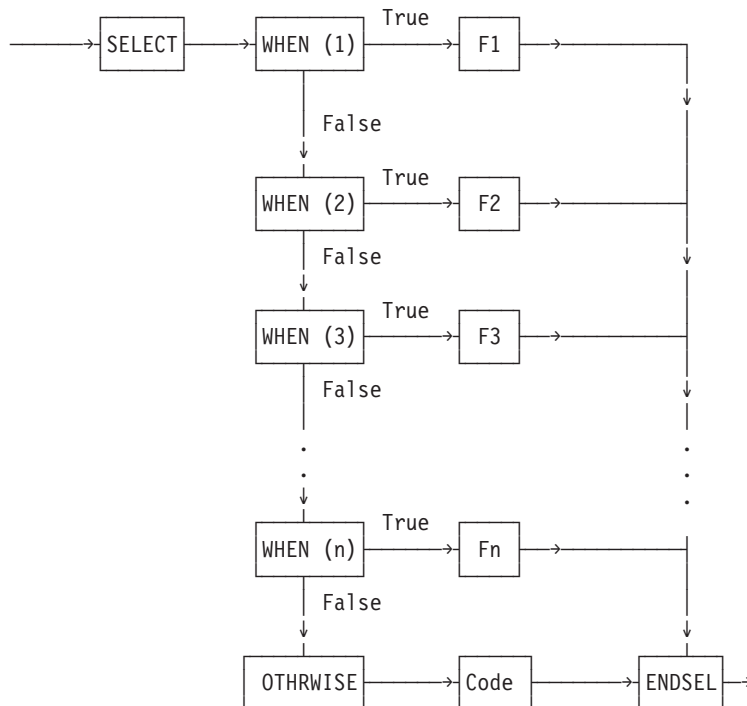 True
SELECT WHEN (1) F1
False
True
WHEN (2) F2
False
True
WHEN (3) F3
False
True
WHEN (n) Fn
False
OTHRWISE Code ENDSEL